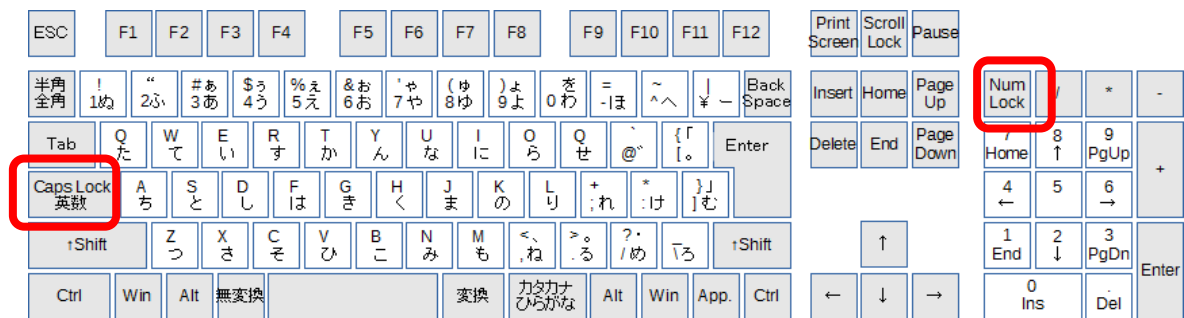 ESC F1 F2 F3 F4 F5 F6 F7 F8 F9 F10 F11 F12 Print Screen Scroll Lock Pause
半角 全角 ! 1ぬ “ 2ふ #ぁ 3あ $ぅ 4う %ぇ 5え &ぉ 6お 'ゃ 7や (ゅ 8ゆ )ょ 9よ を 0わ = -ほ ~ ^へ | ¥ー Back Space Insert Home Page Up Num Lock / * -
Tab Q た W て E い R す T か Y ん U な I に O ら Q せ ` @゛ {「 [。 Enter Delete End Page Down 7 Home 8 ↑ 9 PgUp +
Caps Lock 英数 A ち S と D し F は G き H く J ま K の L り + ;れ * :け }」 ]む 4 ← 5 6 →
↑Shift Z つ X さ C そ V ひ B こ N み M も <、 ,ね >。 .る ?・ /め _ \ろ ↑Shift ↑ 1 End 2 ↓ 3 PgDn Enter
Ctrl Win Alt 無変換 変換 カタカナ ひらがな Alt Win App. Ctrl ← ↓ → 0 Ins . Del